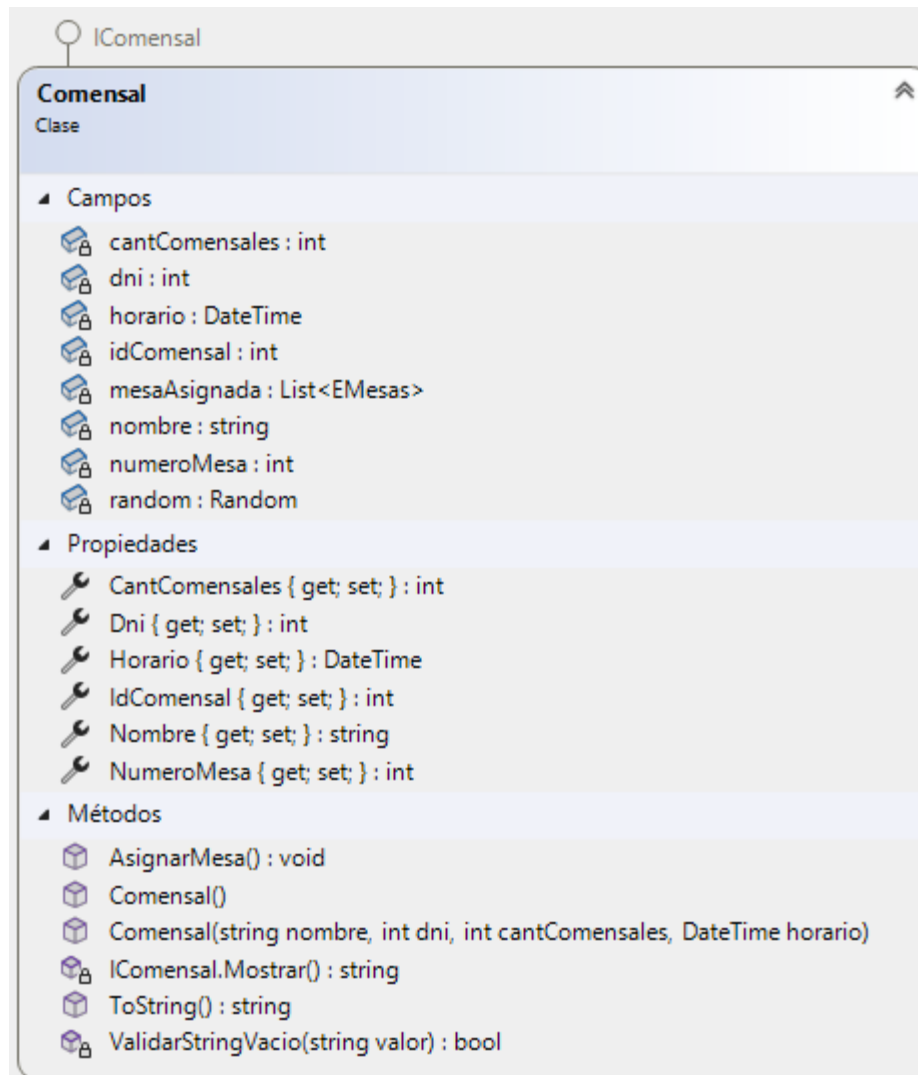 IComensal
Comensal
Clase
Campos
cantComensales : int
dni : int
horario : DateTime
idComensal : int
mesaAsignada : List<EMesas>
nombre : string
numeroMesa : int
random : Random
Propiedades
CantComensales { get; set; } : int
Dni { get; set; } : int
Horario { get; set; } : DateTime
IdComensal { get; set; } : int
Nombre { get; set; } : string
NumeroMesa { get; set; } : int
Métodos
AsignarMesa() : void
Comensal()
Comensal(string nombre, int dni, int cantComensales, DateTime horario)
IComensal.Mostrar() : string
ToString() : string
ValidarStringVacio(string valor) : bool